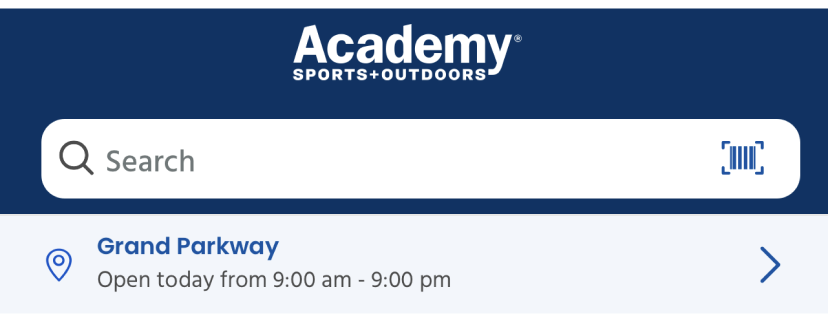 Academy®
SPORTS+OUTDOORS
Search
Grand Parkway
Open today from 9:00 am - 9:00 pm